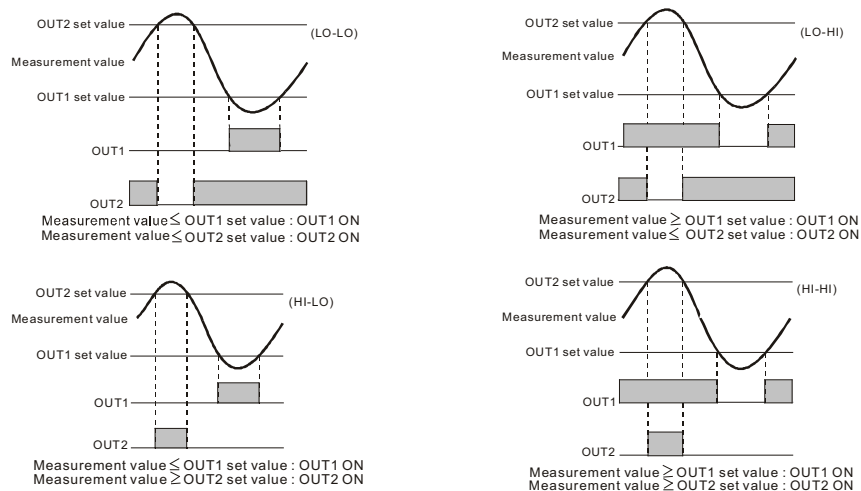 OUT2 set value
(LO-LO)
Measurement value
OUT1 set value
OUT1
OUT2
Measurement value ≤ OUT1 set value : OUT1 ON
Measurement value ≤ OUT2 set value : OUT2 ON
OUT2 set value
(LO-HI)
Measurement value
OUT1 set value
OUT1
OUT2
Measurement value ≥ OUT1 set value : OUT1 ON
Measurement value ≤ OUT2 set value : OUT2 ON
OUT2 set value
(HI-LO)
Measurement value
OUT1 set value
OUT1
OUT2
Measurement value ≤ OUT1 set value : OUT1 ON
Measurement value ≥ OUT2 set value : OUT2 ON
OUT2 set value
(HI-HI)
Measurement value
OUT1 set value
OUT1
OUT2
Measurement value ≥ OUT1 set value : OUT1 ON
Measurement value ≥ OUT2 set value : OUT2 ON